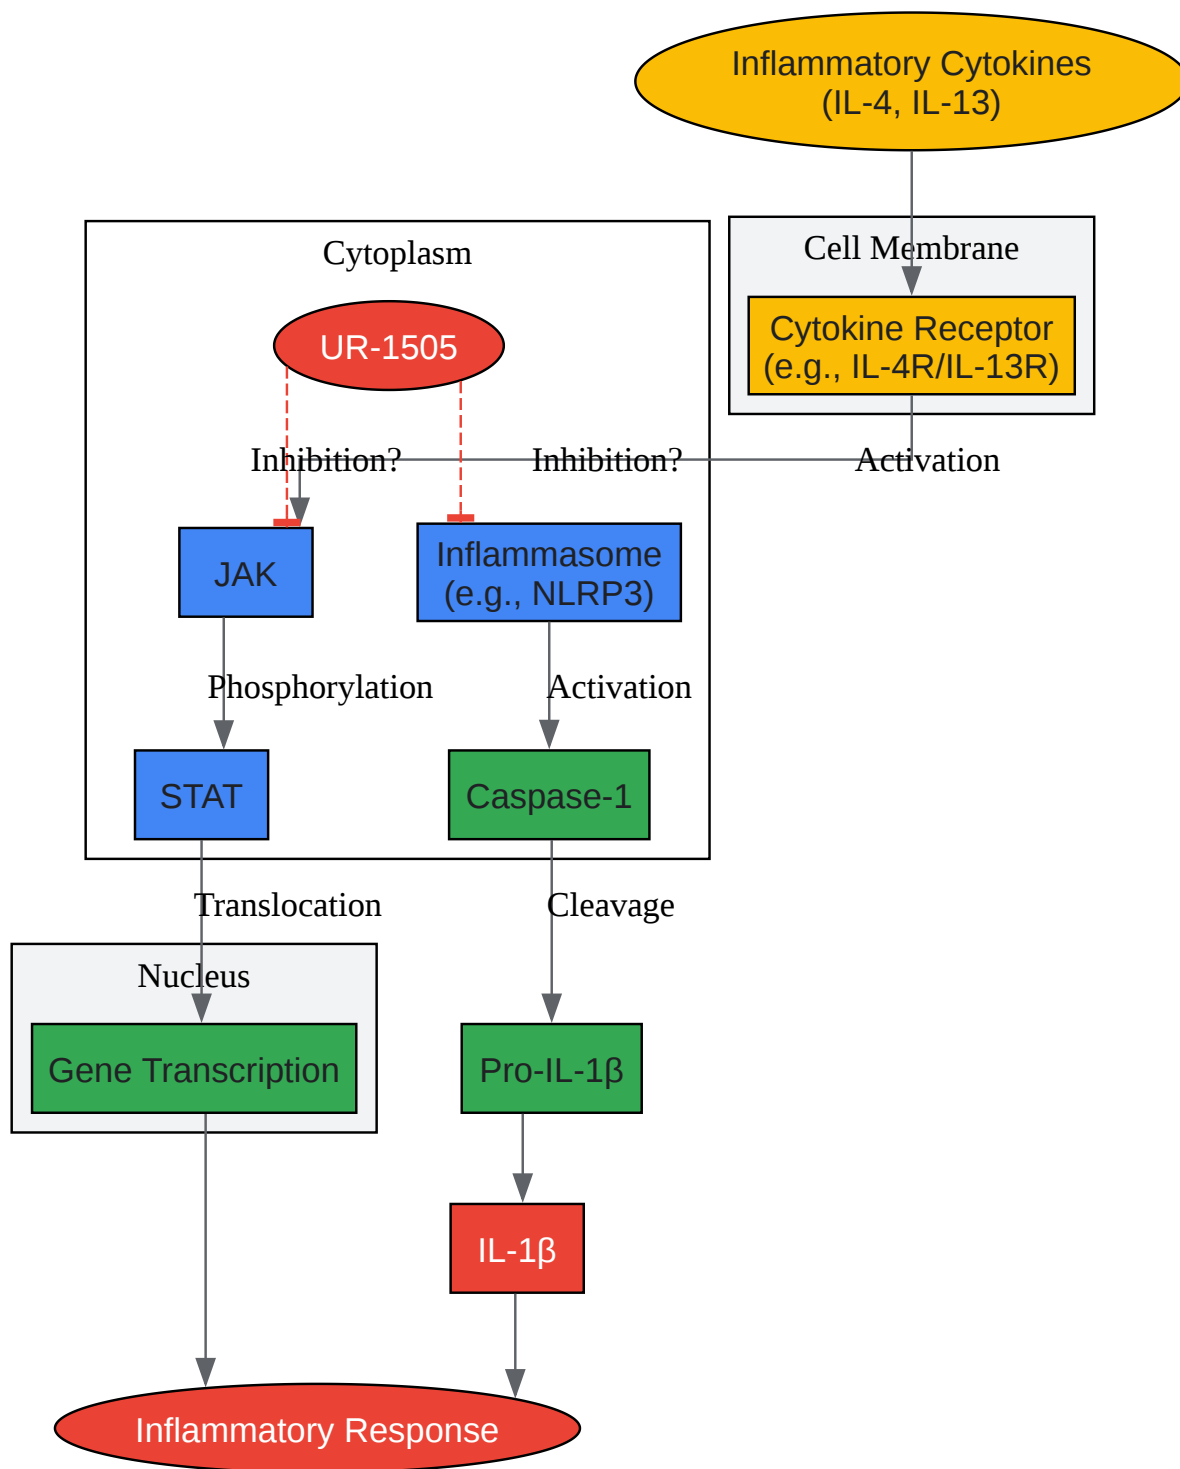 Inflammatory Cytokines
(IL-4, IL-13)
Cell Membrane
Cytokine Receptor
(e.g., IL-4R/IL-13R)
Cytoplasm
UR-1505
Inhibition?
Inhibition?
Activation
JAK
Inflammasome
(e.g., NLRP3)
Phosphorylation
Activation
STAT
Caspase-1
Translocation
Cleavage
Nucleus
Gene Transcription
Pro-IL-1β
IL-1β
Inflammatory Response